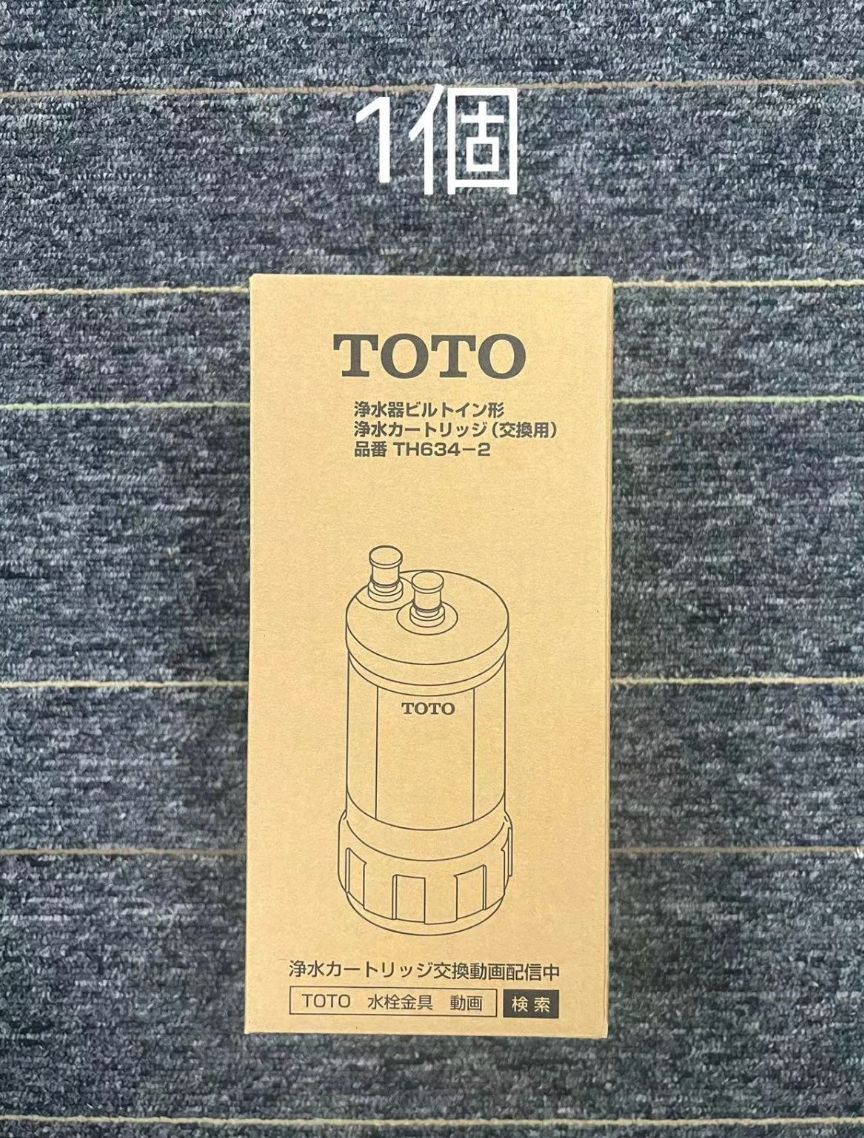 1個
TOTO
浄水器ビルトイン形
浄水カートリッジ(交換用)
品番 TH634-2
TOTO
浄水カートリッジ交換動画配信中
TOTO 水栓金具 動画 検索